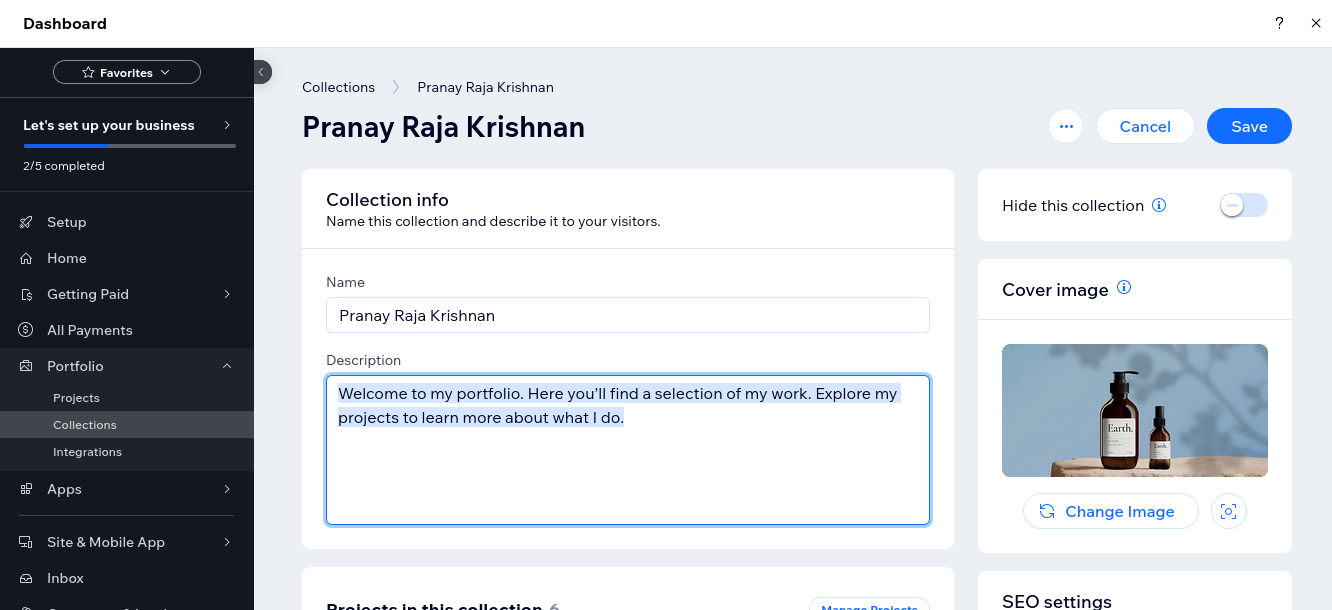 Dashboard
?
Favorites
Let's set up your business
2/5 completed
Setup
Home
Getting Paid
All Payments
Portfolio
Projects
Collections
Integrations
Apps
Site & Mobile App
Inbox
Collections
Pranay Raja Krishnan
Pranay Raja Krishnan
Cancel
Save
Collection info
Name this collection and describe it to your visitors.
Name
Pranay Raja Krishnan
Description
Welcome to my portfolio. Here you'll find a selection of my work. Explore my
projects to learn more about what I do.
Projects in this collection 6
Manage Projects
Hide this collection
Cover image
Earth.
Earth.
Change Image
SEO settings